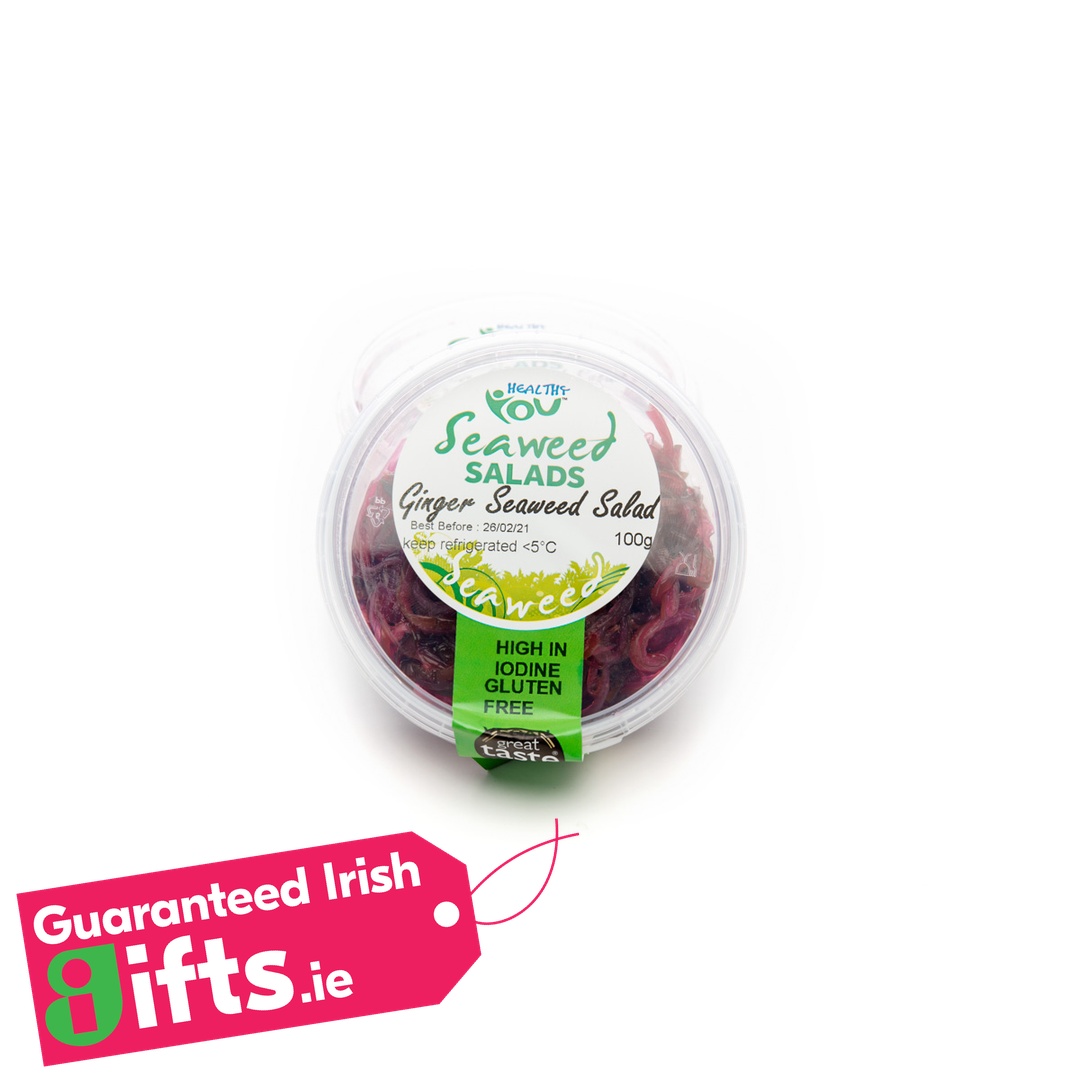 HEALTHY
YOU™
Seaweed
SALADS
Ginger Seaweed Salad
Best Before : 26/02/21
keep refrigerated <5°C
100g
Seaweed
HIGH IN
IODINE
GLUTEN
FREE
great
taste
Guaranteed Irish
Gifts.ie